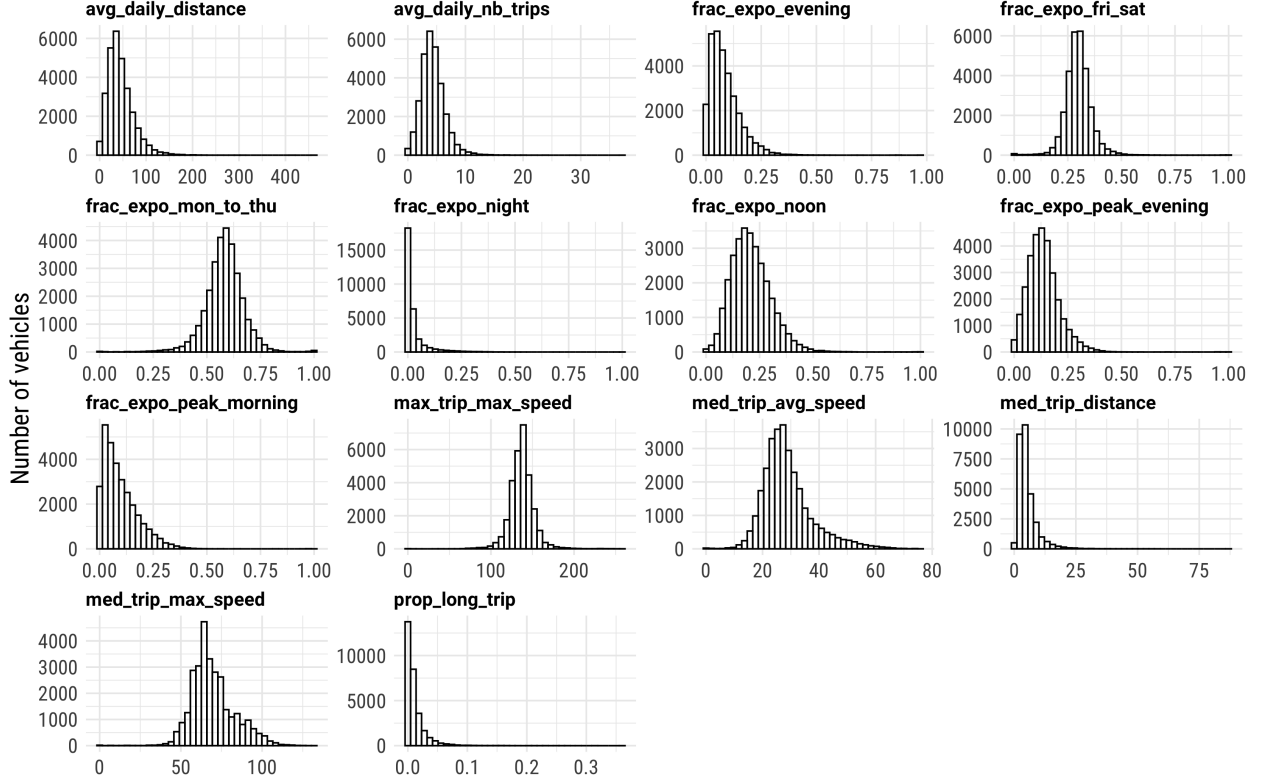 avg_daily_distance avg_daily_nb_trips frac_expo_evening frac_expo_fri_sat
6000 6000 4000 6000
4000 4000 2000 4000
2000 2000 0 2000
0 0 0
0 100 200 300 400 0 10 20 30 0.00 0.25 0.50 0.75 1.00 0.00 0.25 0.50 0.75 1.00
frac_expo_mon_to_thu frac_expo_night frac_expo_noon frac_expo_peak_evening
4000 15000 3000 4000
3000 10000 2000 3000
2000 5000 1000 2000
1000 0 0 1000
0 0
0.00 0.25 0.50 0.75 1.00 0.00 0.25 0.50 0.75 1.00 0.00 0.25 0.50 0.75 1.00 0.00 0.25 0.50 0.75 1.00
Number of vehicles
frac_expo_peak_morning max_trip_max_speed med_trip_avg_speed med_trip_distance
4000 6000 3000 10000
2000 4000 2000 7500
0 2000 1000 5000
0 0 2500
0
0.00 0.25 0.50 0.75 1.00 0 100 200 0 20 40 60 80 0 25 50 75
med_trip_max_speed prop_long_trip
4000 10000
3000 5000
2000 0
1000
0
0 50 100 0.0 0.1 0.2 0.3